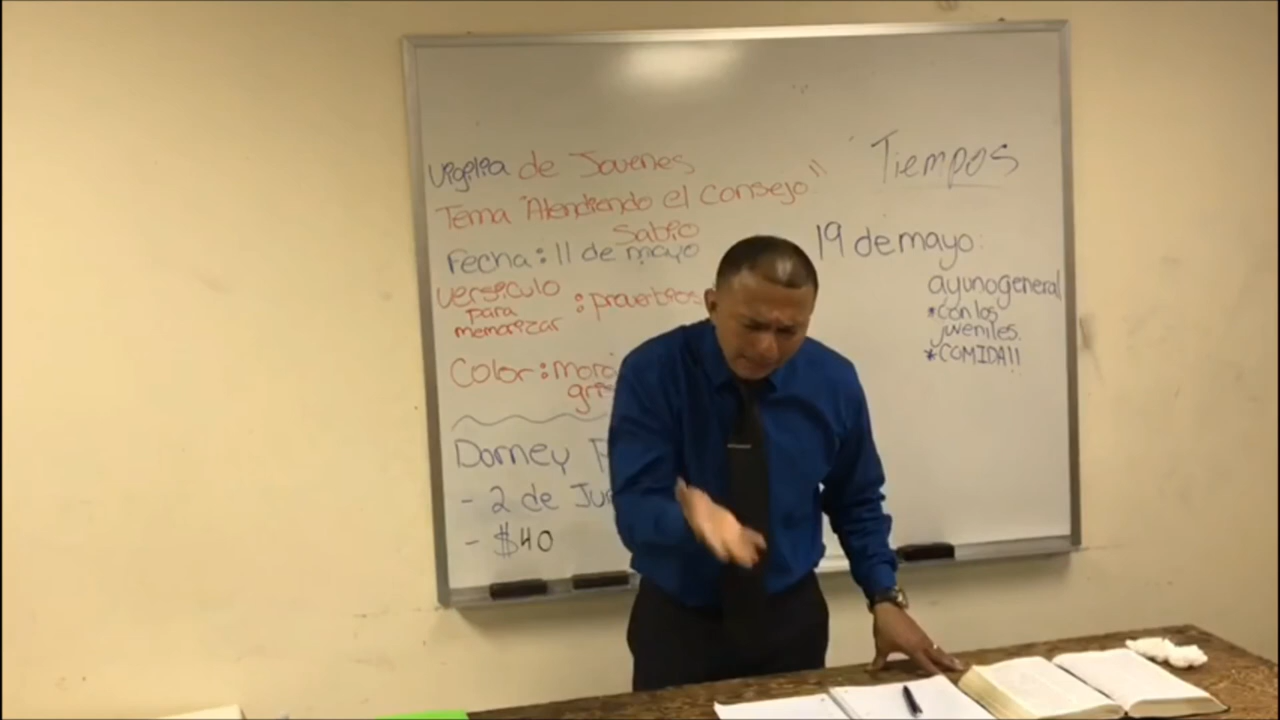 Vigilia de Jovenes
Tema "Atendiendo el Consejo"
Sabio
Fecha: 11 de mayo
versiculo
para
memorizar
: proverbios
Color: mora
gris
Dorney
- 2 de
- $40
Tiempos
19 de mayo:
ayuno general
*Con los
juveniles.
*COMIDA!!